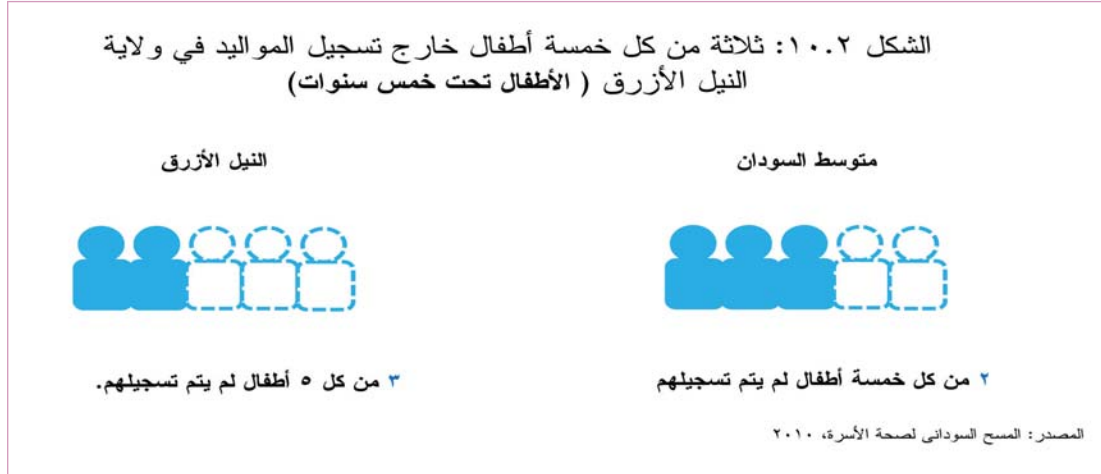 الشكل ١٠.٢: ثلاثة من كل خمسة أطفال خارج تسجيل المواليد في ولاية
النيل الأزرق ( الأطفال تحت خمس سنوات)
متوسط السودان
النيل الأزرق
٢ من كل خمسة أطفال لم يتم تسجيلهم
٣ من كل ٥ أطفال لم يتم تسجيلهم.
المصدر: المسح السوداني لصحة الأسرة، ٢٠١٠